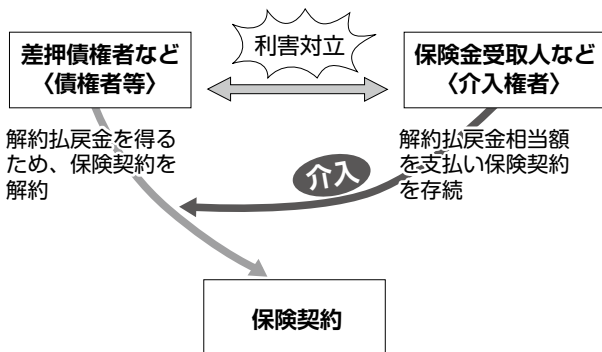 利害対立
差押債権者など
〈債権者等〉
保険金受取人など
〈介入権者〉
解約払戻金を得る
ため、保険契約を
解約
解約払戻金相当額
を支払い保険契約
を存続
介入
保険契約